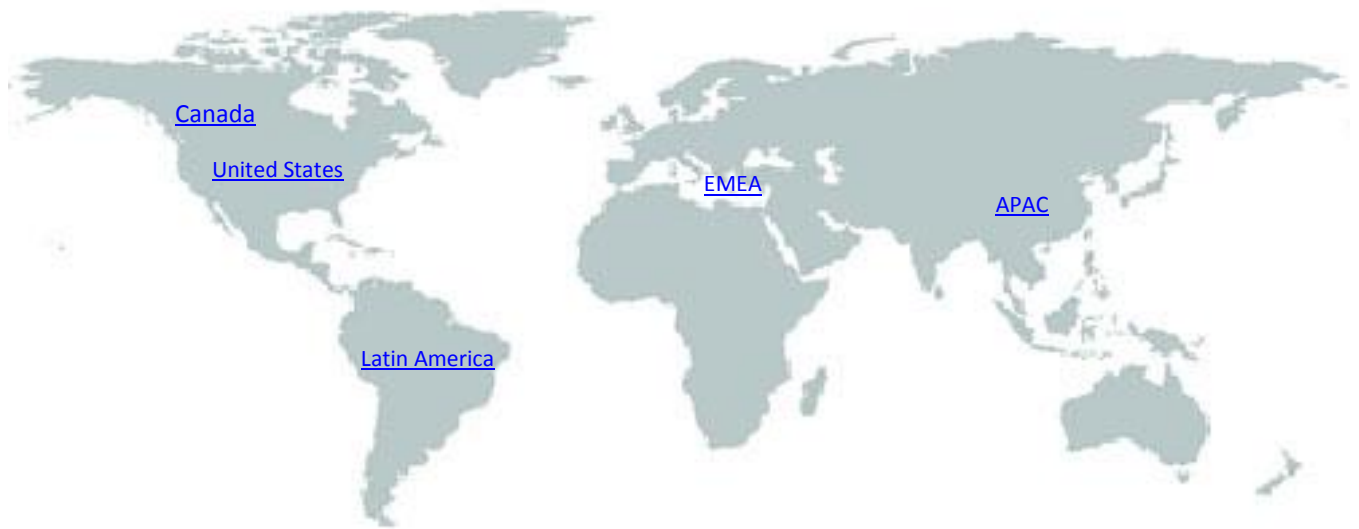 Canada
United States
EMEA
APAC
Latin America